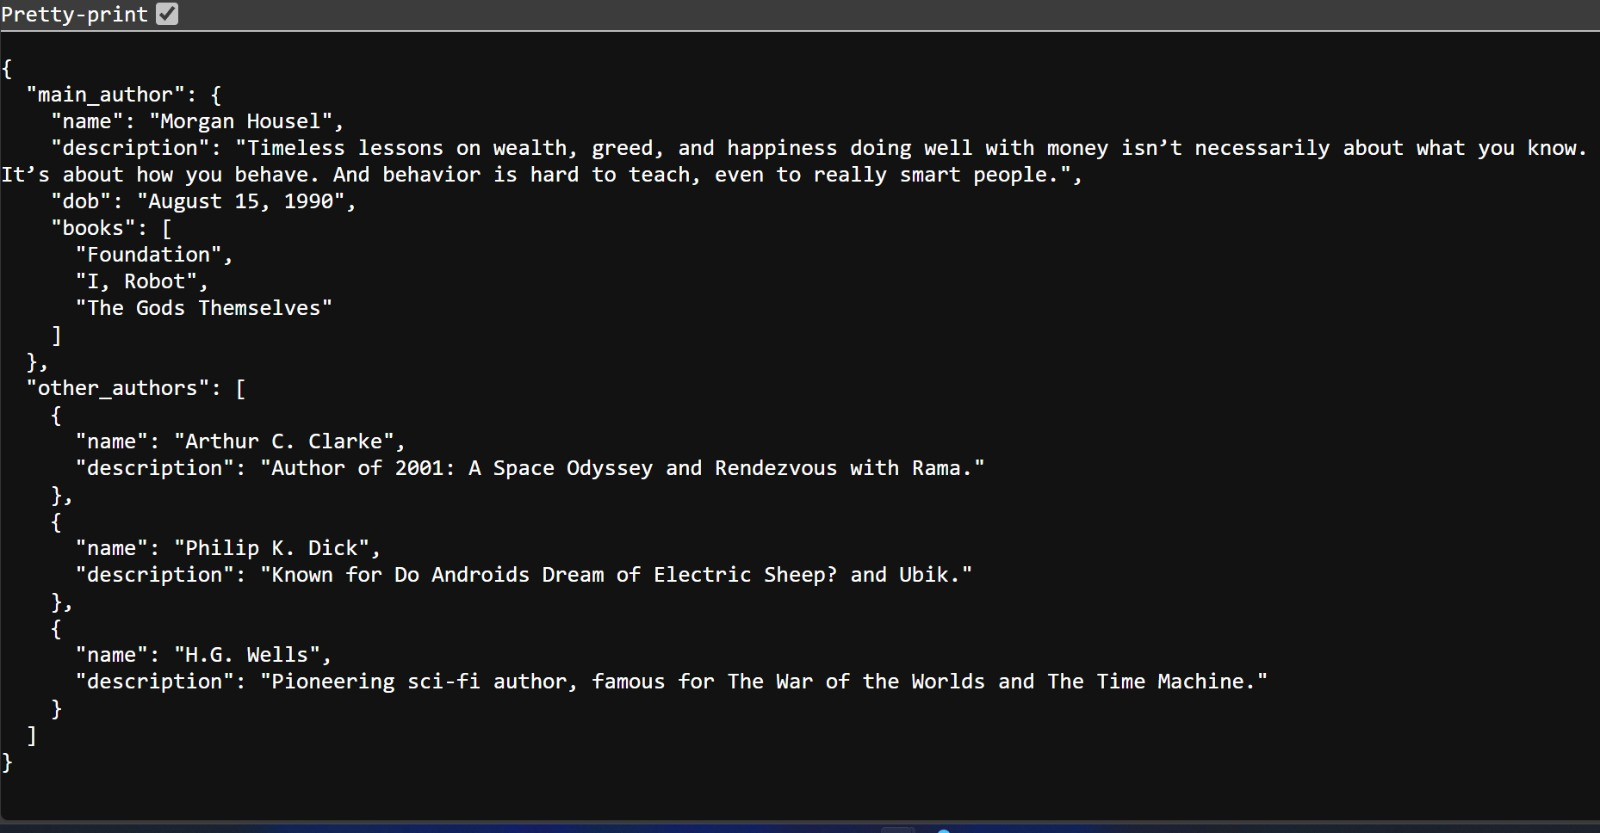 Pretty-print
{
  "main_author": {
    "name": "Morgan Housel",
    "description": "Timeless lessons on wealth, greed, and happiness doing well with money isn’t necessarily about what you know.
It’s about how you behave. And behavior is hard to teach, even to really smart people.",
    "dob": "August 15, 1990",
    "books": [
      "Foundation",
      "I, Robot",
      "The Gods Themselves"
    ]
  },
  "other_authors": [
    {
      "name": "Arthur C. Clarke",
      "description": "Author of 2001: A Space Odyssey and Rendezvous with Rama."
    },
    {
      "name": "Philip K. Dick",
      "description": "Known for Do Androids Dream of Electric Sheep? and Ubik."
    },
    {
      "name": "H.G. Wells",
      "description": "Pioneering sci-fi author, famous for The War of the Worlds and The Time Machine."
    }
  ]
}